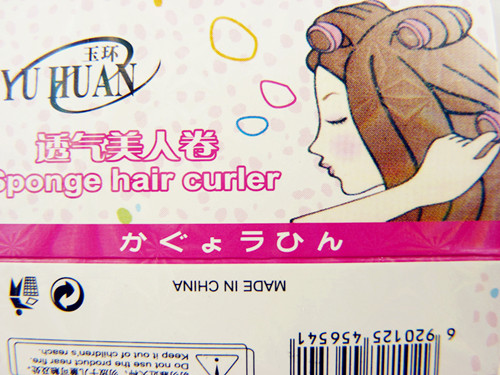 玉环
YU HUAN
透气美人卷
Sponge hair curler
かぐょうひん
MADE IN CHINA
6 920125 456541
Keep it out of children's reach.
Do not use the product near fire.